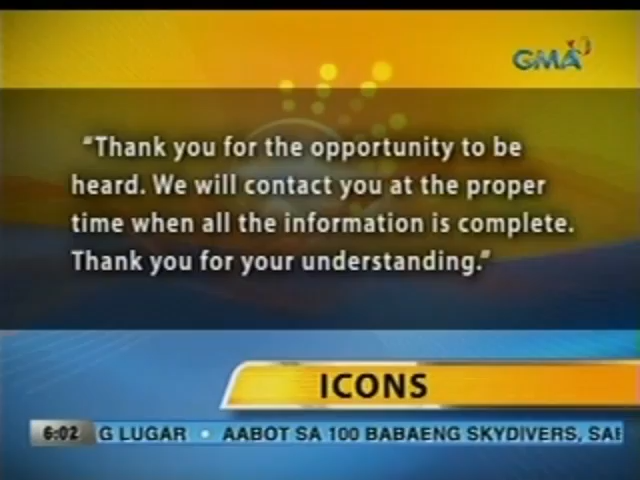 GMA
"Thank you for the opportunity to be
heard. We will contact you at the proper
time when all the information is complete.
Thank you for your understanding."
ICONS
6:02 G LUGAR • AABOT SA 100 BABAENG SKYDIVERS,